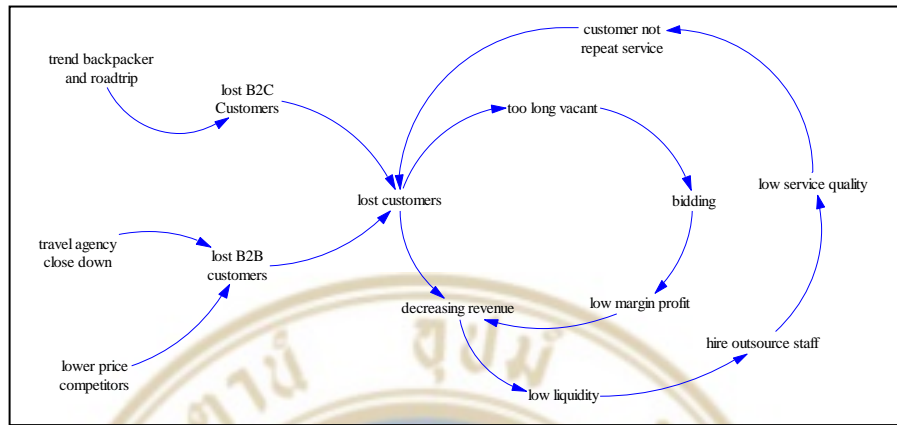 customer not
repeat service
trend backpacker
and roadtrip
lost B2C
Customers
too long vacant
low service quality
lost customers
bidding
travel agency
close down
lost B2B
customers
decreasing revenue
low margin profit
hire outsource staff
lower price
competitors
low liquidity